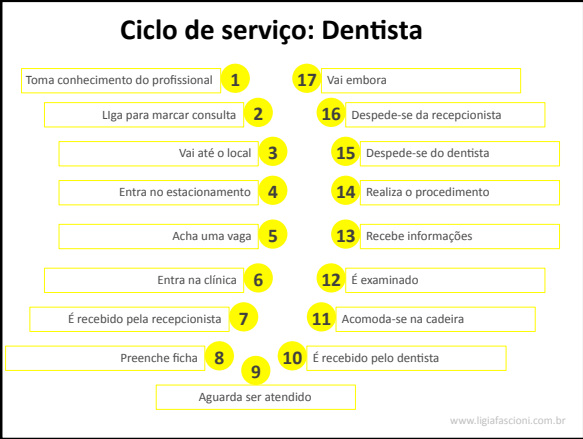 Ciclo de serviço: Dentista
Toma conhecimento do profissional 1
LIga para marcar consulta 2
Vai até o local 3
Entra no estacionamento 4
Acha uma vaga 5
Entra na clínica 6
É recebido pela recepcionista 7
Preenche ficha 8
9
Aguarda ser atendido
10 É recebido pelo dentista
11 Acomoda-se na cadeira
12 É examinado
13 Recebe informações
14 Realiza o procedimento
15 Despede-se do dentista
16 Despede-se da recepcionista
17 Vai embora
www.ligiafascioni.com.br